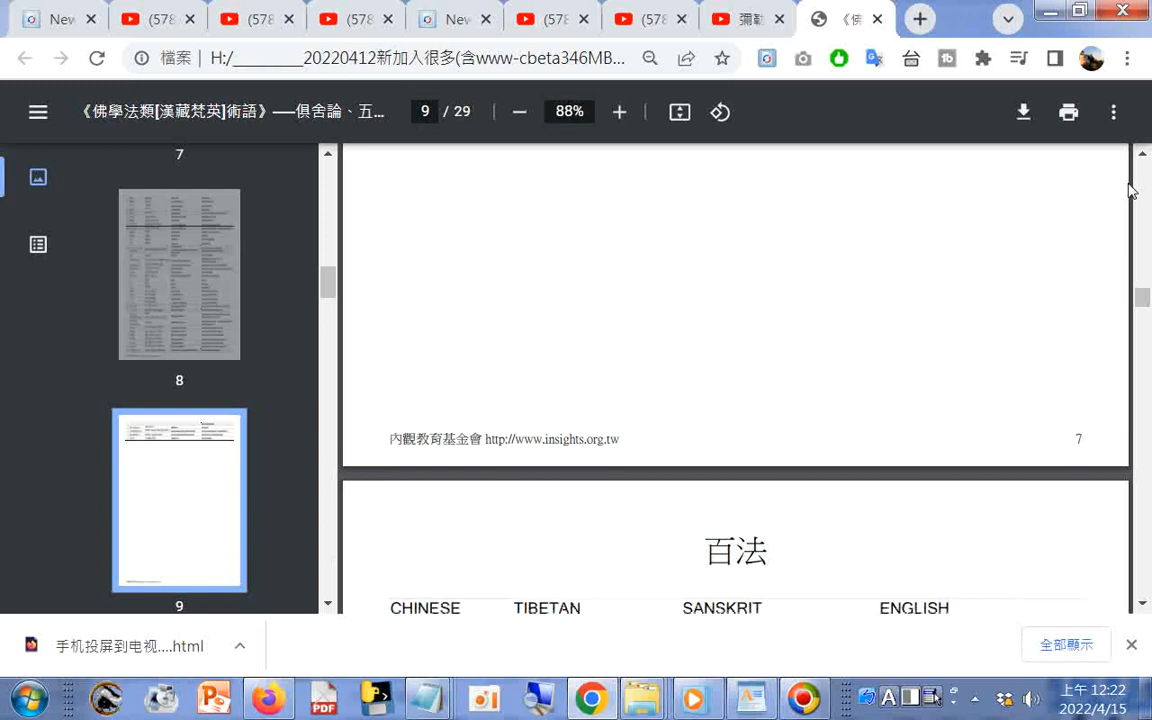 New
(578
(578
(578
New
(578
(578
彌勒
《佛
檔案 H:/________20220412新加入很多(含www-cbeta346MB...
《佛學法類[漢藏梵英]術語》──俱舍論、五...
9 / 29
88%
7
8
9
內觀教育基金會 http://www.insights.org.tw
7
百法
CHINESE TIBETAN SANSKRIT ENGLISH
手机投屏到电视....html
全部顯示
PDF
上午 12:22
2022/4/15